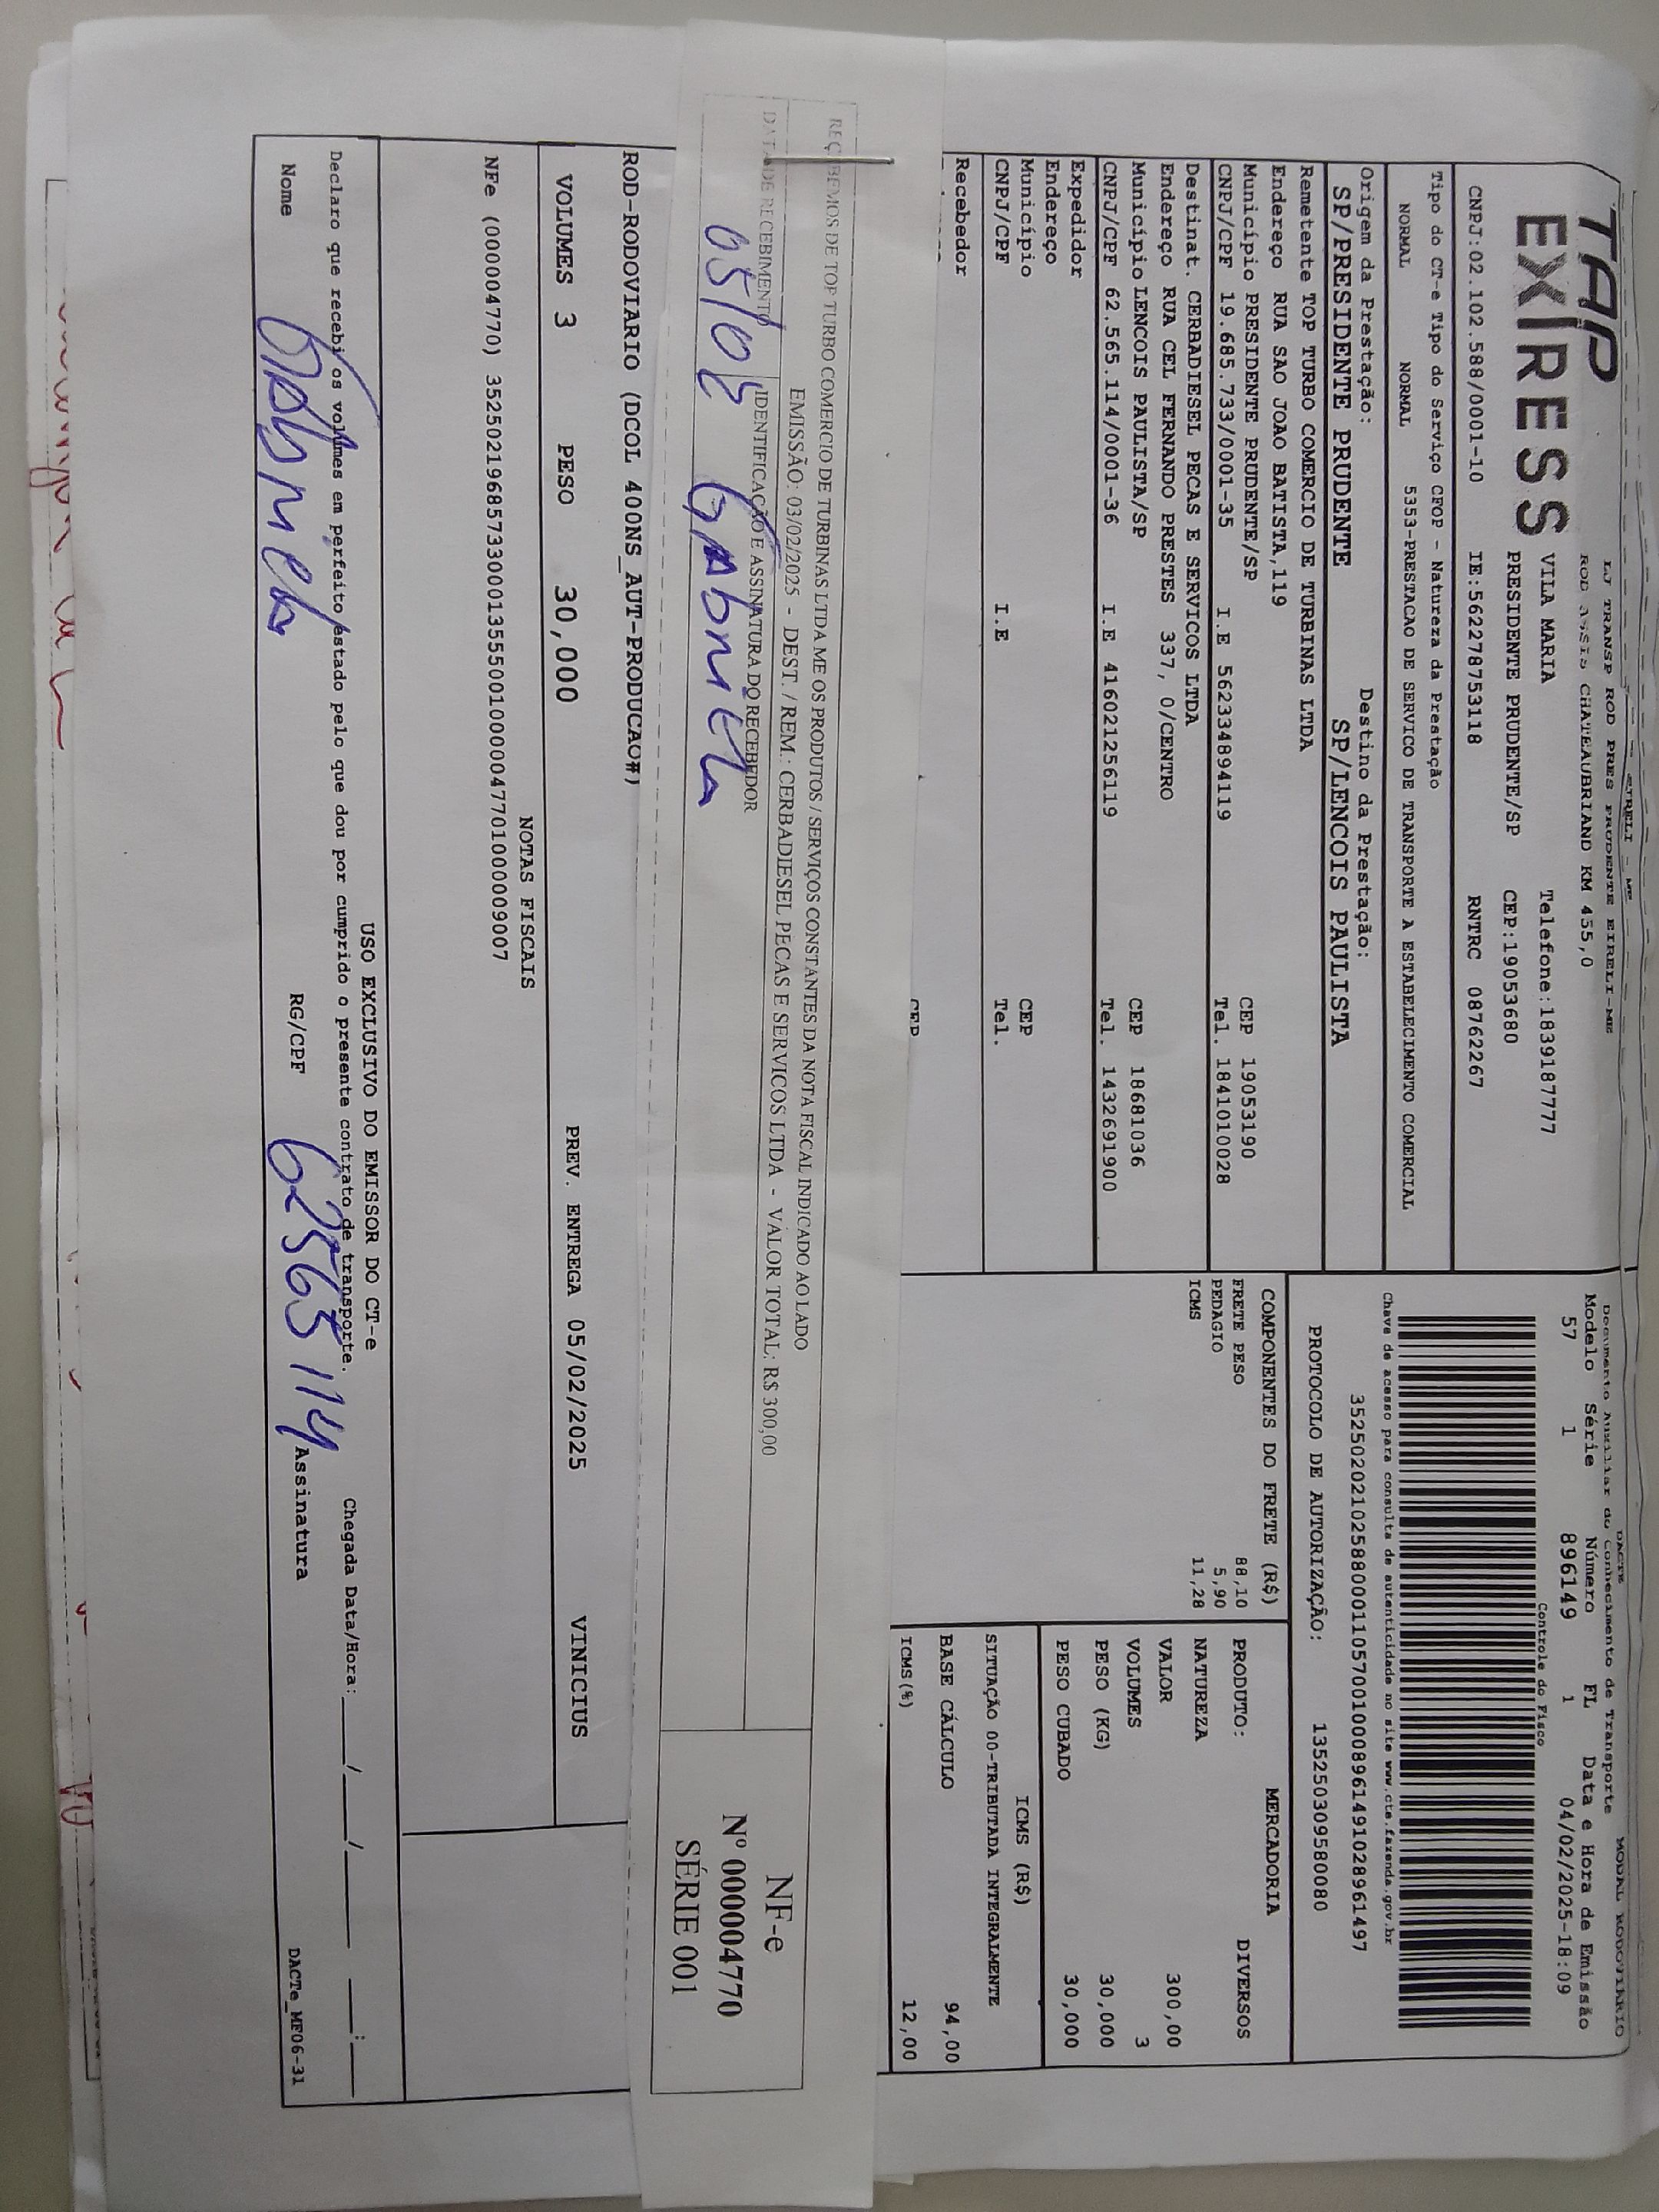 TAP
EXPRESS
EIRELI - ME
LJ TRANSP ROD PRES PRUDENTE EIRELI-ME
ROD ASSIS CHATEAUBRIAND KM 455,0
VILA MARIA Telefone:1839187777
PRESIDENTE PRUDENTE/SP CEP:19053680
CNPJ:02.102.588/0001-10 IE:562278753118 RNTRC 08762267
Tipo do CT-e Tipo do Serviço CFOP - Natureza da Prestação
NORMAL NORMAL 5353-PRESTACAO DE SERVICO DE TRANSPORTE A ESTABELECIMENTO COMERCIAL
Origem da Prestação: Destino da Prestação:
SP/PRESIDENTE PRUDENTE SP/LENCOIS PAULISTA
Remetente TOP TURBO COMERCIO DE TURBINAS LTDA
Endereço RUA SAO JOAO BATISTA,119
Município PRESIDENTE PRUDENTE/SP CEP 19053190
CNPJ/CPF 19.685.733/0001-35 I.E 562334894119 Tel. 1841010028
Destinat. CERBADIESEL PECAS E SERVICOS LTDA
Endereço RUA CEL FERNANDO PRESTES 337, 0/CENTRO
Município LENCOIS PAULISTA/SP CEP 18681036
CNPJ/CPF 62.565.114/0001-36 I.E 416021256119 Tel. 1432691900
Expedidor
Endereço
Município CEP
CNPJ/CPF I.E Tel.
Recebedor
CEP
DACTE MODAL RODOVIARIO
Documento Auxiliar do Conhecimento de Transporte
Modelo Série Número FL Data e Hora de Emissão
57 1 896149 1 04/02/2025-18:09
Controle do Fisco
Chave de acesso para consulta de autenticidade no site www.cte.fazenda.gov.br
35250202102588000110570010008961491028961497
PROTOCOLO DE AUTORIZAÇÃO: 135250309580080
COMPONENTES DO FRETE (R$)
FRETE PESO 88,10
PEDAGIO 5,90
ICMS 11,28
MERCADORIA
PRODUTO: DIVERSOS
NATUREZA
VALOR 300,00
VOLUMES 3
PESO (KG) 30,000
PESO CUBADO 30,000
ICMS (R$)
SITUAÇÃO 00-TRIBUTADA INTEGRALMENTE
BASE CÁLCULO 94,00
ICMS(%) 12,00
RECEBEMOS DE TOP TURBO COMERCIO DE TURBINAS LTDA ME OS PRODUTOS / SERVIÇOS CONSTANTES DA NOTA FISCAL INDICADO AO LADO
EMISSÃO: 03/02/2025 - DEST. / REM.: CERBADIESEL PECAS E SERVICOS LTDA - VALOR TOTAL: R$ 300,00
DATA DE RECEBIMENTO IDENTIFICAÇÃO E ASSINATURA DO RECEBEDOR
05/02 Gabriela
NF-e
Nº 000004770
SÉRIE 001
ROD-RODOVIARIO (DCOL 400NS_AUT-PRODUCAO#)
VOLUMES 3 PESO 30,000 PREV. ENTREGA 05/02/2025 VINICIUS
NOTAS FISCAIS
NFe (000004770) 35250219685733000135550010000047701000009007
USO EXCLUSIVO DO EMISSOR DO CT-e
Declaro que recebi os volumes em perfeito estado pelo que dou por cumprido o presente contrato de transporte. Chegada Data/Hora:____/____/____ ____:____
Nome Gabriela RG/CPF 62565114 Assinatura
DACTe_MF06-31